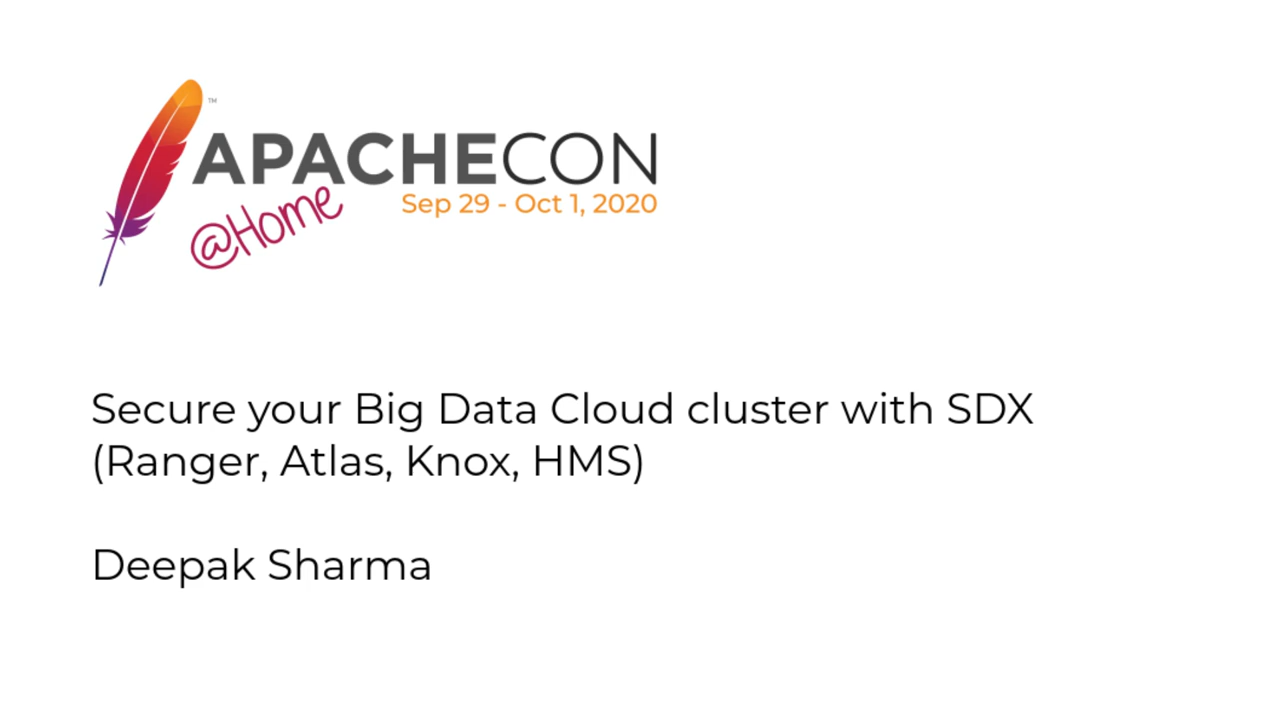 ™
APACHECON
@Home
Sep 29 - Oct 1, 2020
Secure your Big Data Cloud cluster with SDX
(Ranger, Atlas, Knox, HMS)
Deepak Sharma